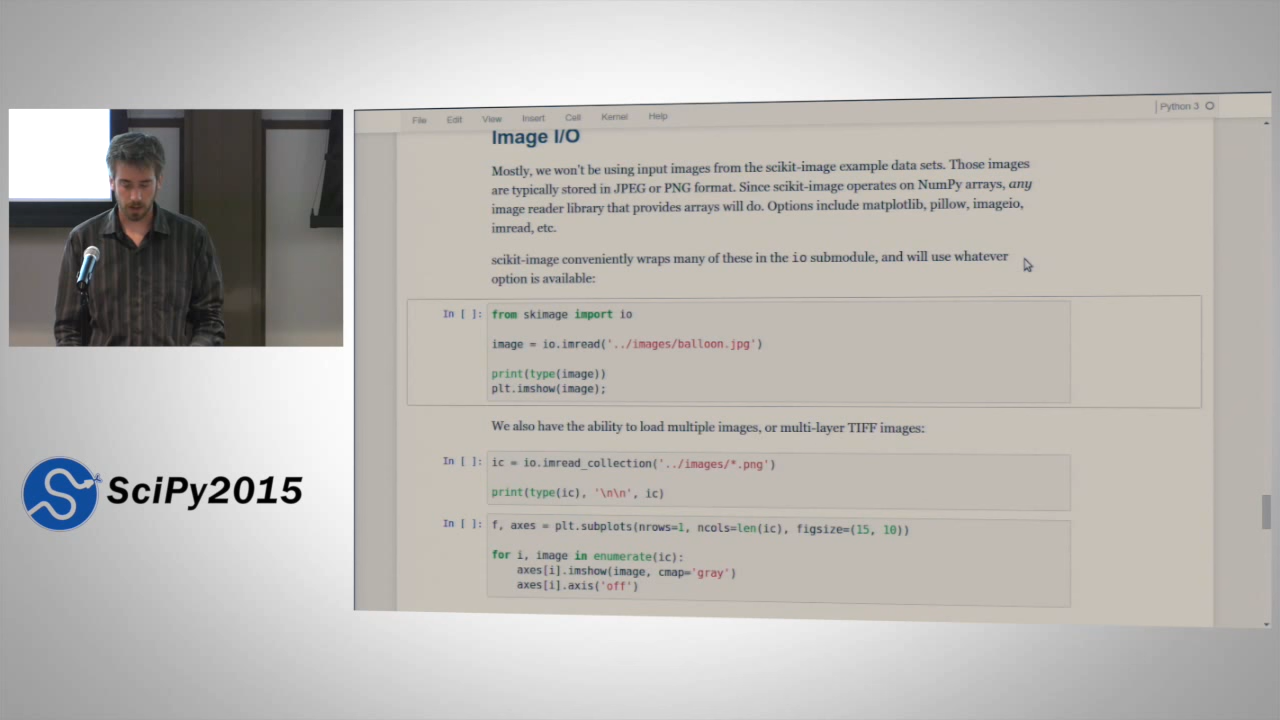 File Edit View Insert Cell Kernel Help Python 3
Image I/O
Mostly, we won't be using input images from the scikit-image example data sets. Those images
are typically stored in JPEG or PNG format. Since scikit-image operates on NumPy arrays, any
image reader library that provides arrays will do. Options include matplotlib, pillow, imageio,
imread, etc.
scikit-image conveniently wraps many of these in the io submodule, and will use whatever
option is available:
In [ ]: from skimage import io
image = io.imread('../images/balloon.jpg')
print(type(image))
plt.imshow(image);
We also have the ability to load multiple images, or multi-layer TIFF images:
In [ ]: ic = io.imread_collection('../images/*.png')
print(type(ic), '\n\n', ic)
In [ ]: f, axes = plt.subplots(nrows=1, ncols=len(ic), figsize=(15, 10))
for i, image in enumerate(ic):
axes[i].imshow(image, cmap='gray')
axes[i].axis('off')
SciPy2015